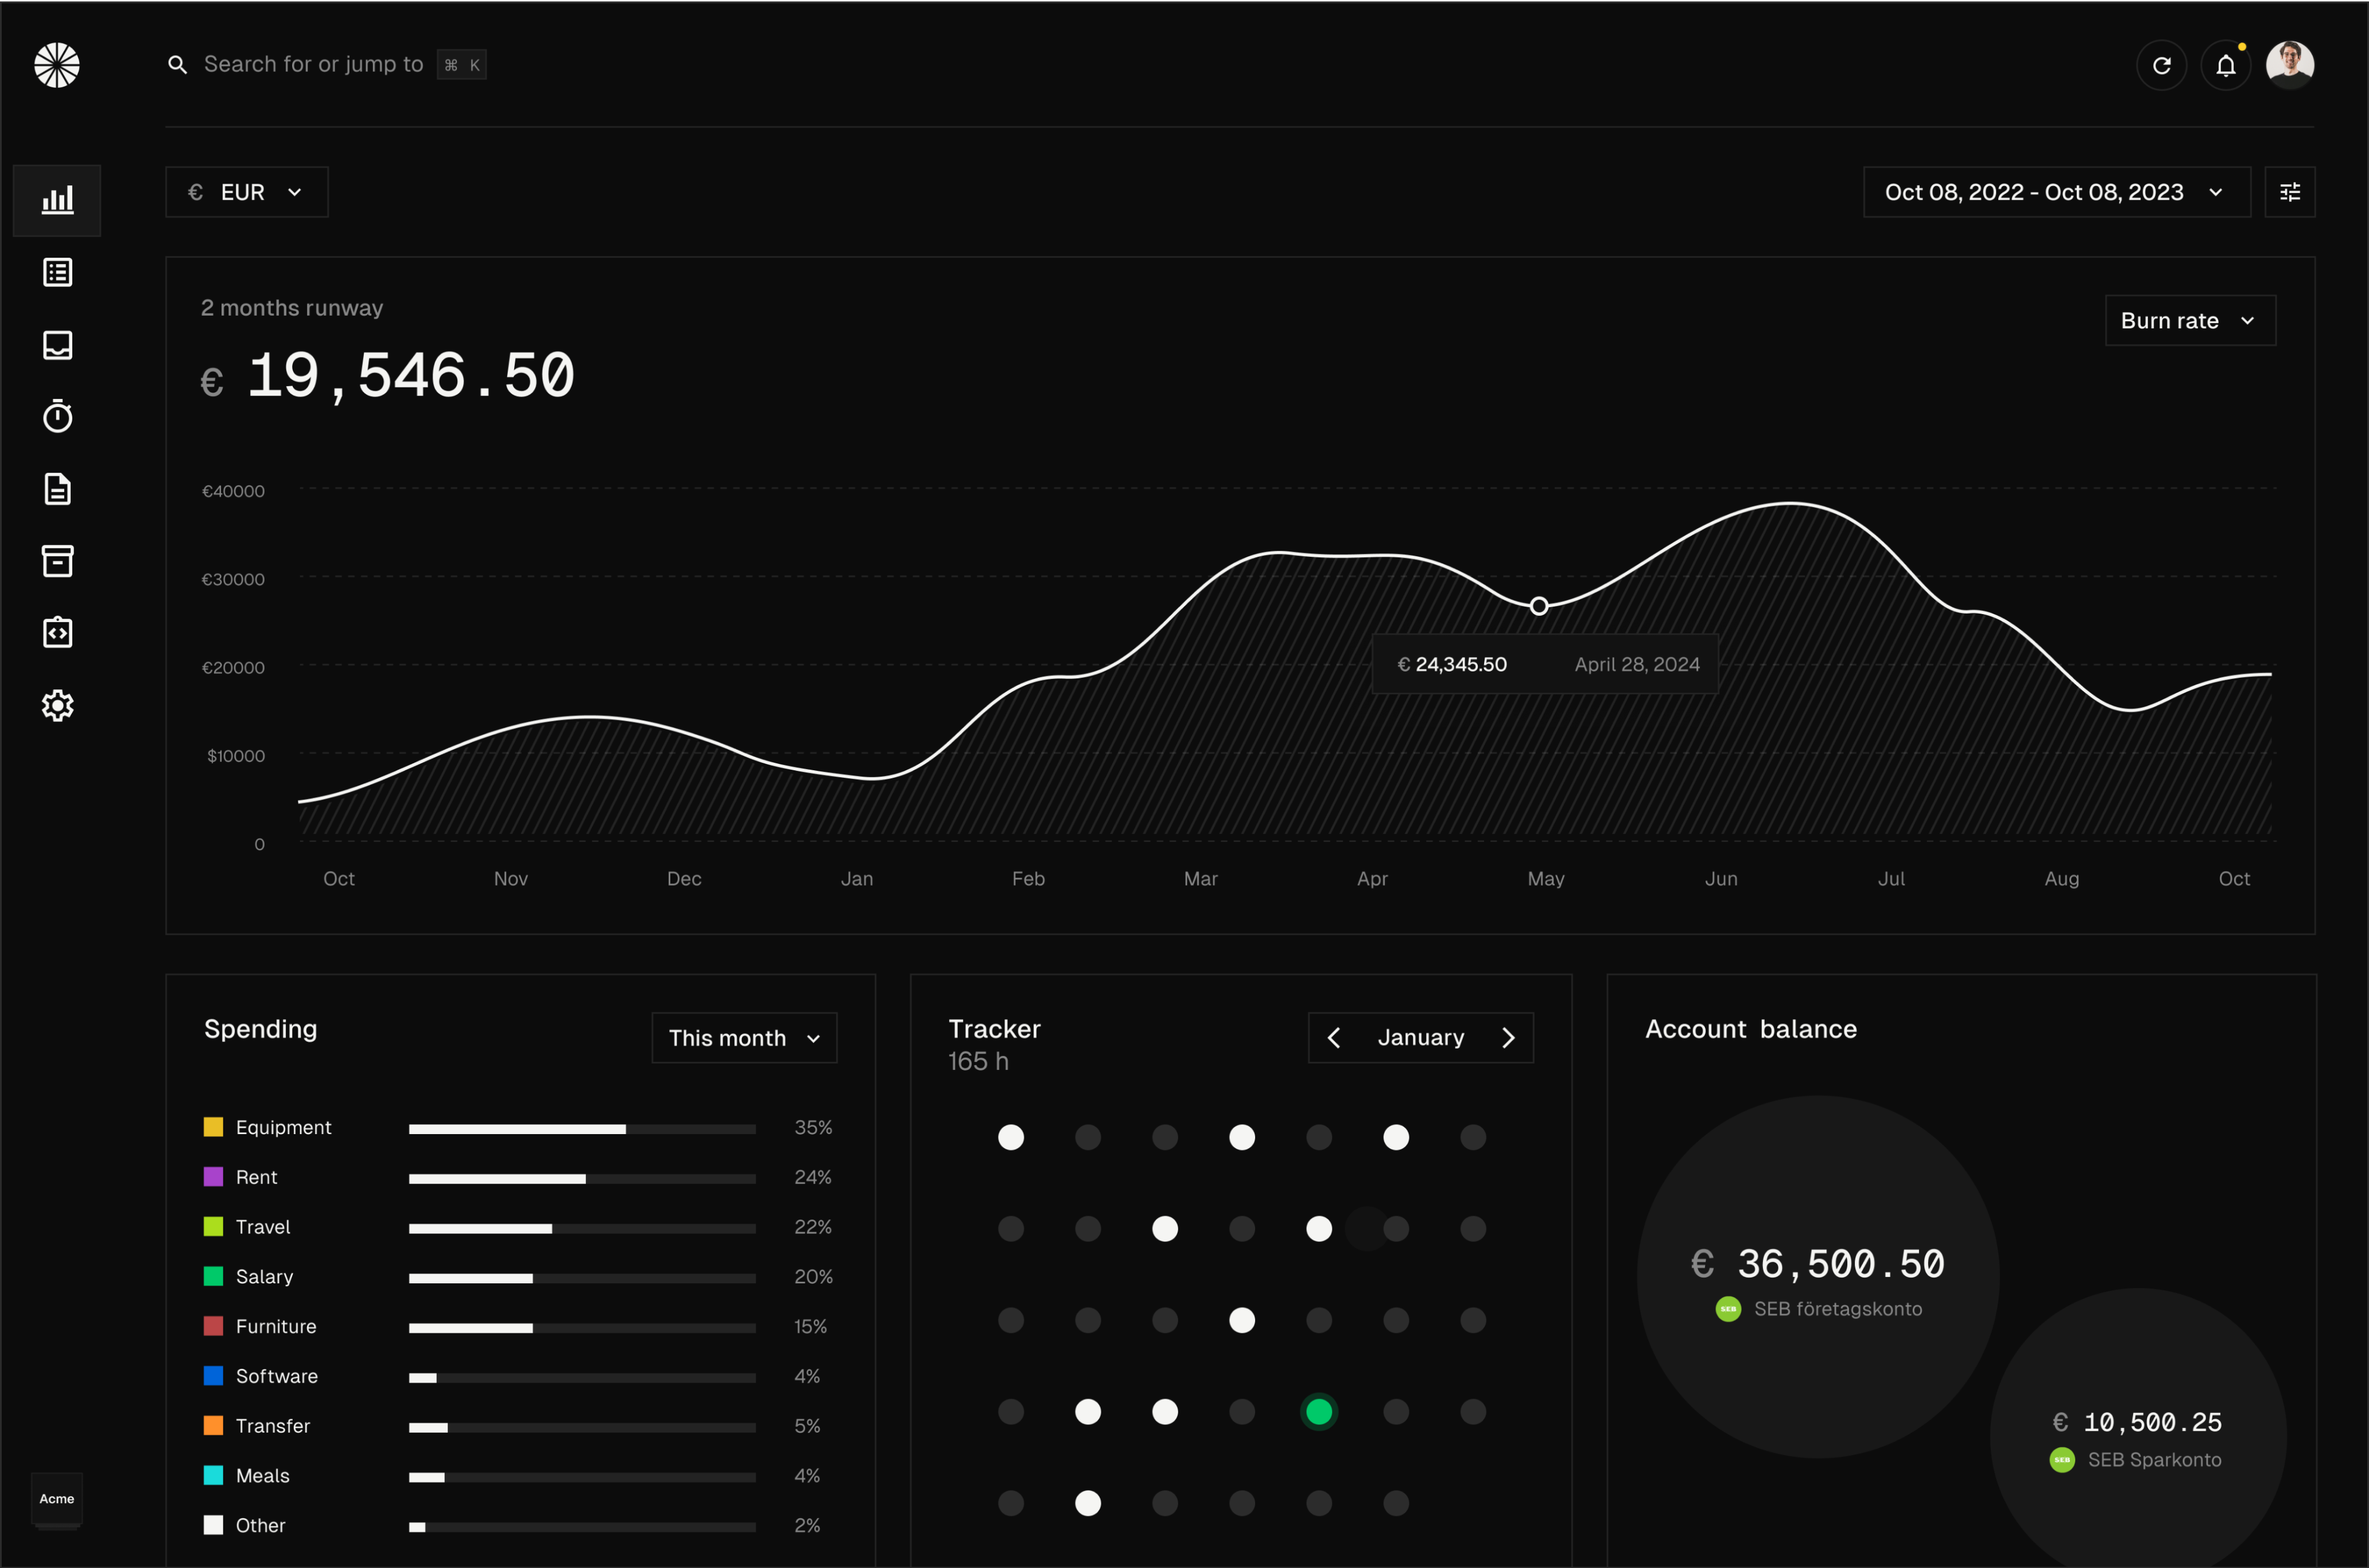 Search for or jump to ⌘ K
€ EUR
Oct 08, 2022 - Oct 08, 2023
2 months runway
Burn rate
€ 19,546.50
€40000
€30000
€20000
$10000
0
€ 24,345.50 April 28, 2024
Oct Nov Dec Jan Feb Mar Apr May Jun Jul Aug Oct
Spending
This month
Equipment 35%
Rent 24%
Travel 22%
Salary 20%
Furniture 15%
Software 4%
Transfer 5%
Meals 4%
Other 2%
Tracker
165 h
January
Account balance
€ 36,500.50
SEB SEB företagskonto
€ 10,500.25
SEB SEB Sparkonto
Acme